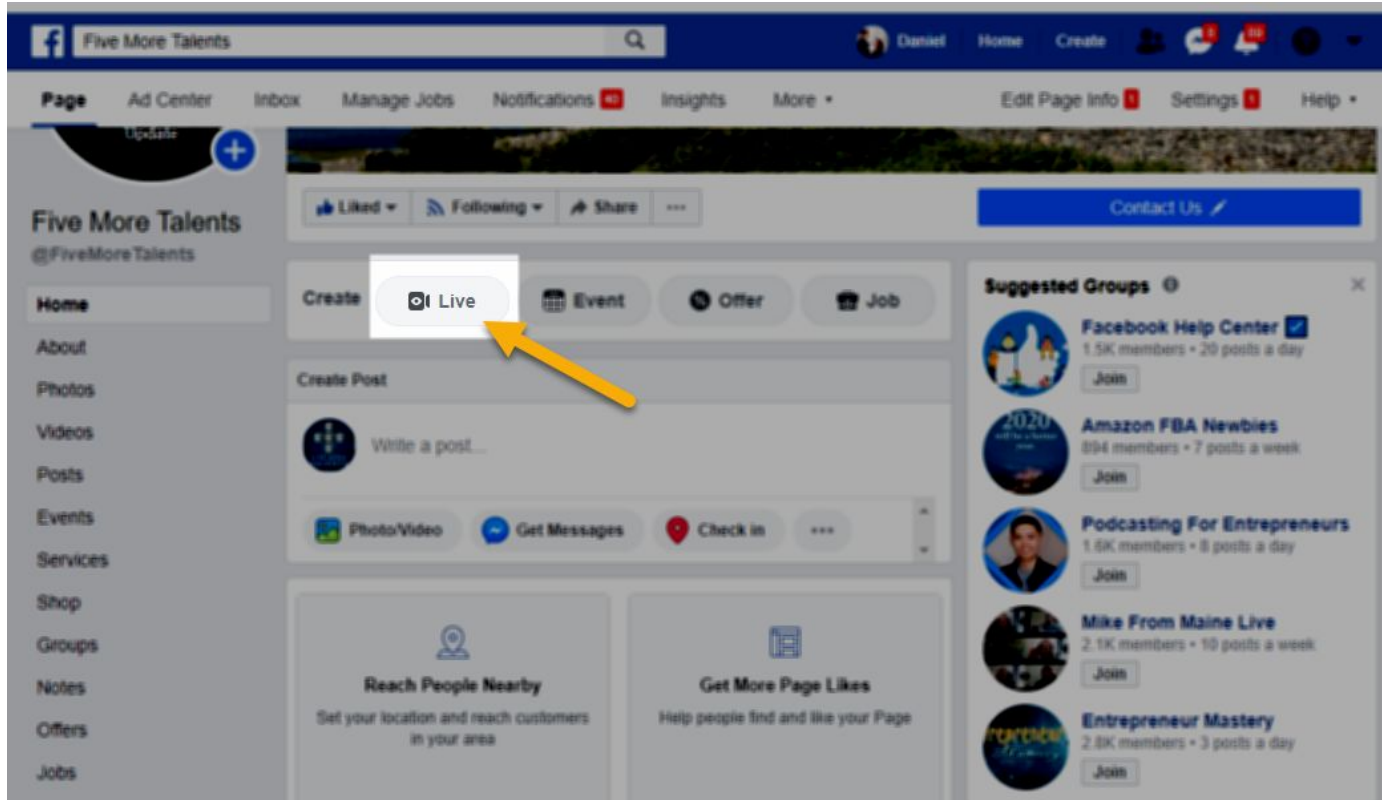 Five More Talents
Daniel Home Create
Page Ad Center Inbox Manage Jobs Notifications Insights More Edit Page Info 1 Settings 1 Help
Update
Liked Following Share ...
Contact Us
Five More Talents
@FiveMoreTalents
Home
About
Photos
Videos
Posts
Events
Services
Shop
Groups
Notes
Offers
Jobs
Create Live Event Offer Job
Create Post
Write a post...
Photo/Video Get Messages Check in ...
Reach People Nearby
Set your location and reach customers
in your area
Get More Page Likes
Help people find and like your Page
Suggested Groups
Facebook Help Center
1.5K members • 20 posts a day
Join
2020
Amazon FBA Newbies
894 members • 7 posts a week
Join
Podcasting For Entrepreneurs
1.6K members • 8 posts a day
Join
Mike From Maine Live
2.1K members • 10 posts a week
Join
Entrepreneur Mastery
2.8K members • 3 posts a day
Join